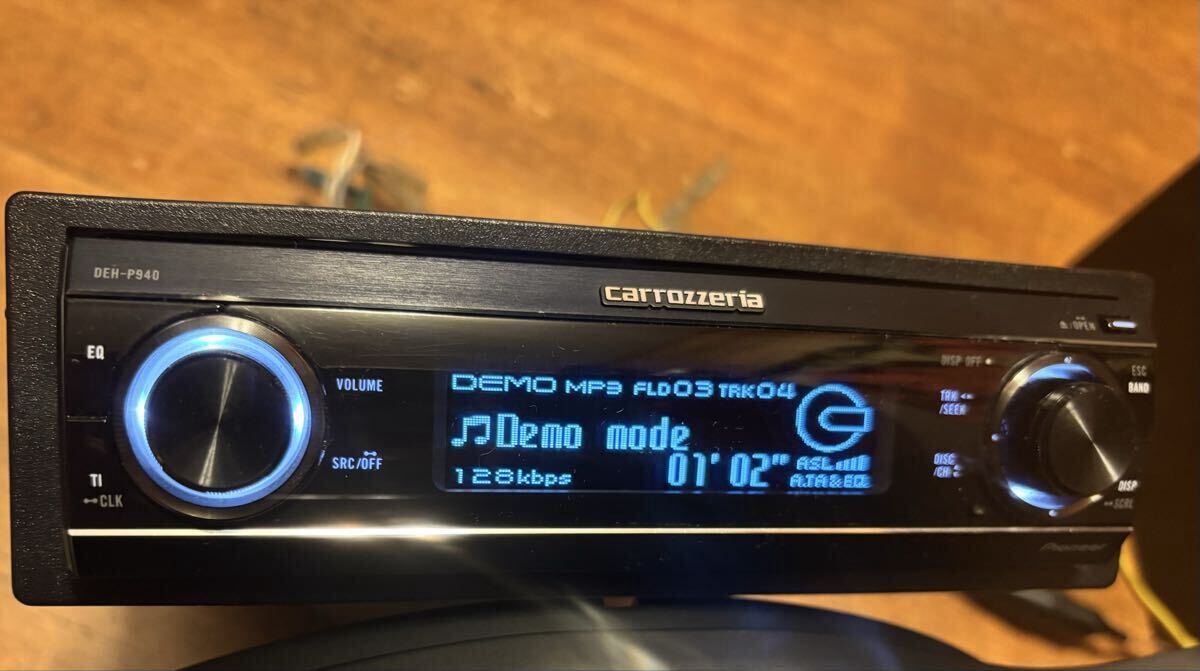 DEH-P940
carrozzeria
⏏/OPEN
EQ
VOLUME
SRC/OFF
TI
CLK
DEMO MP3 FLD03 TRK04
♫Demo mode
01'02"
128kbps
ASL
A.TA&EQ
DISP OFF
TRK
/SEEK
DISC
/CH
ESC
BAND
DISP
SCRL
Pioneer